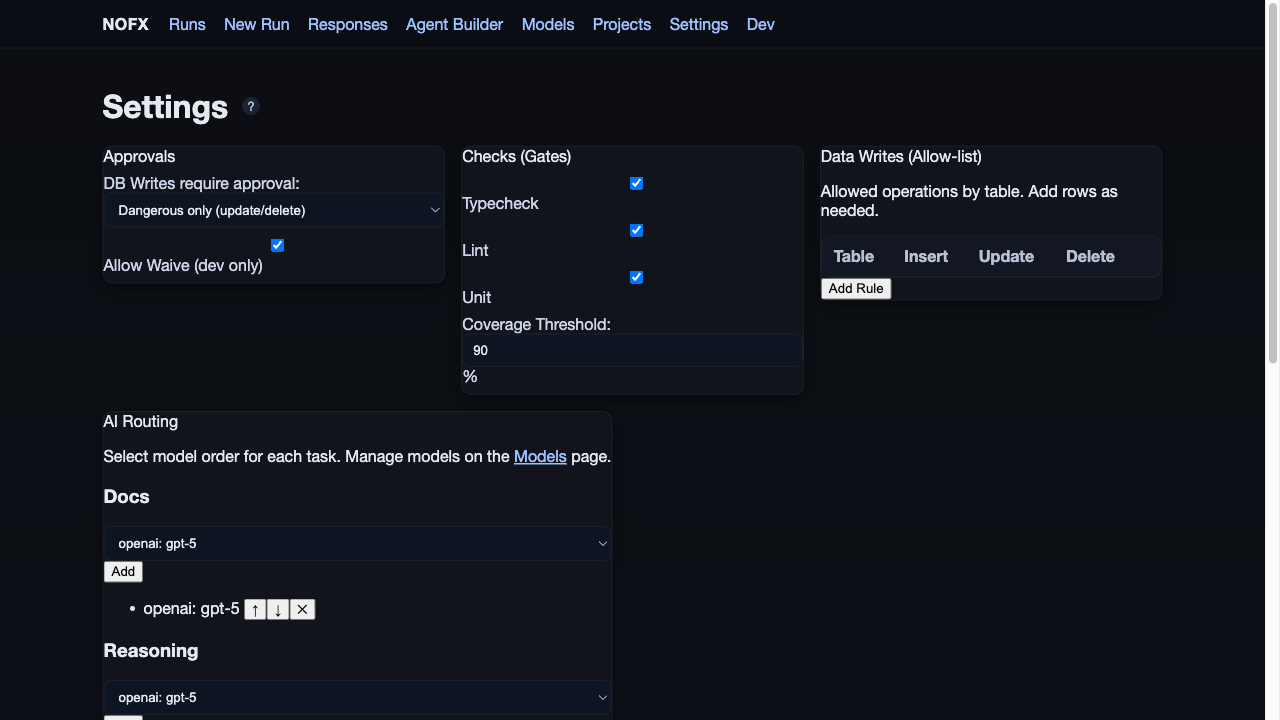 NOFX Runs New Run Responses Agent Builder Models Projects Settings Dev
Settings ?
Approvals
DB Writes require approval:
Dangerous only (update/delete)
Allow Waive (dev only)
Checks (Gates)
Typecheck
Lint
Unit
Coverage Threshold:
90
%
Data Writes (Allow-list)
Allowed operations by table. Add rows as
needed.
Table Insert Update Delete
Add Rule
AI Routing
Select model order for each task. Manage models on the Models page.
Docs
openai: gpt-5
Add
• openai: gpt-5 ↑ ↓ ✕
Reasoning
openai: gpt-5